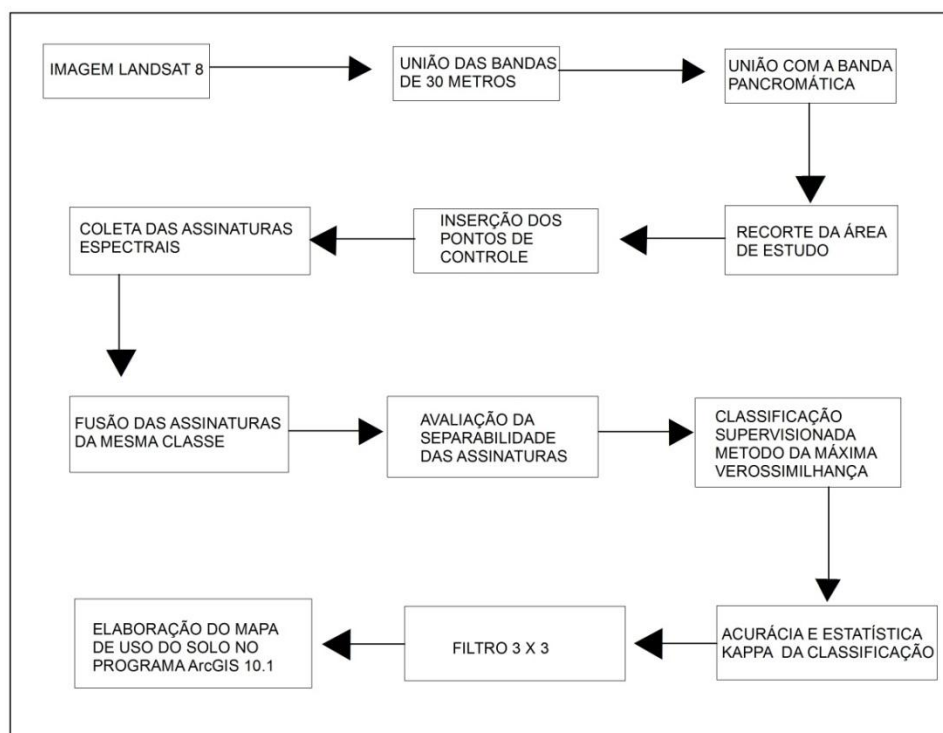 IMAGEM LANDSAT 8
UNIÃO DAS BANDAS
DE 30 METROS
UNIÃO COM A BANDA
PANCROMÁTICA
RECORTE DA ÁREA
DE ESTUDO
INSERÇÃO DOS
PONTOS DE
CONTROLE
COLETA DAS ASSINATURAS
ESPECTRAIS
FUSÃO DAS ASSINATURAS
DA MESMA CLASSE
AVALIAÇÃO DA
SEPARABILIDADE
DAS ASSINATURAS
CLASSIFICAÇÃO
SUPERVISIONADA
METODO DA MÁXIMA
VEROSSIMILHANÇA
ACURÁCIA E ESTATÍSTICA
KAPPA DA CLASSIFICAÇÃO
FILTRO 3 X 3
ELABORAÇÃO DO MAPA
DE USO DO SOLO NO
PROGRAMA ArcGIS 10.1